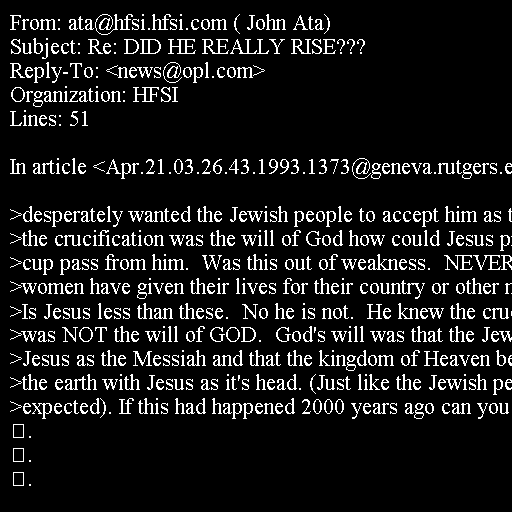 From: ata@hfsi.hfsi.com ( John Ata)
Subject: Re: DID HE REALLY RISE???
Reply-To: <news@opl.com>
Organization: HFSI
Lines: 51

In article <Apr.21.03.26.43.1993.1373@geneva.rutgers.e

>desperately wanted the Jewish people to accept him as t
>the crucification was the will of God how could Jesus p
>cup pass from him.  Was this out of weakness.  NEVER
>women have given their lives for their country or other
>Is Jesus less than these.  No he is not.  He knew the cru
>was NOT the will of GOD.  God's will was that the Jew
>Jesus as the Messiah and that the kingdom of Heaven be
>the earth with Jesus as it's head. (Just like the Jewish pe
>expected). If this had happened 2000 years ago can you
.
.
.